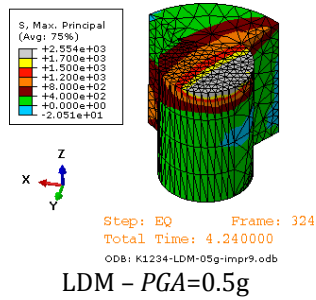 S, Max. Principal
(Avg: 75%)
+2.554e+03
+1.700e+03
+1.500e+03
+1.200e+03
+8.000e+02
+4.000e+02
+0.000e+00
-2.051e+01
Z
X
Y
Step: EQ Frame: 324
Total Time: 4.240000
ODB: K1234-LDM-05g-impr9.odb
LDM – PGA=0.5g